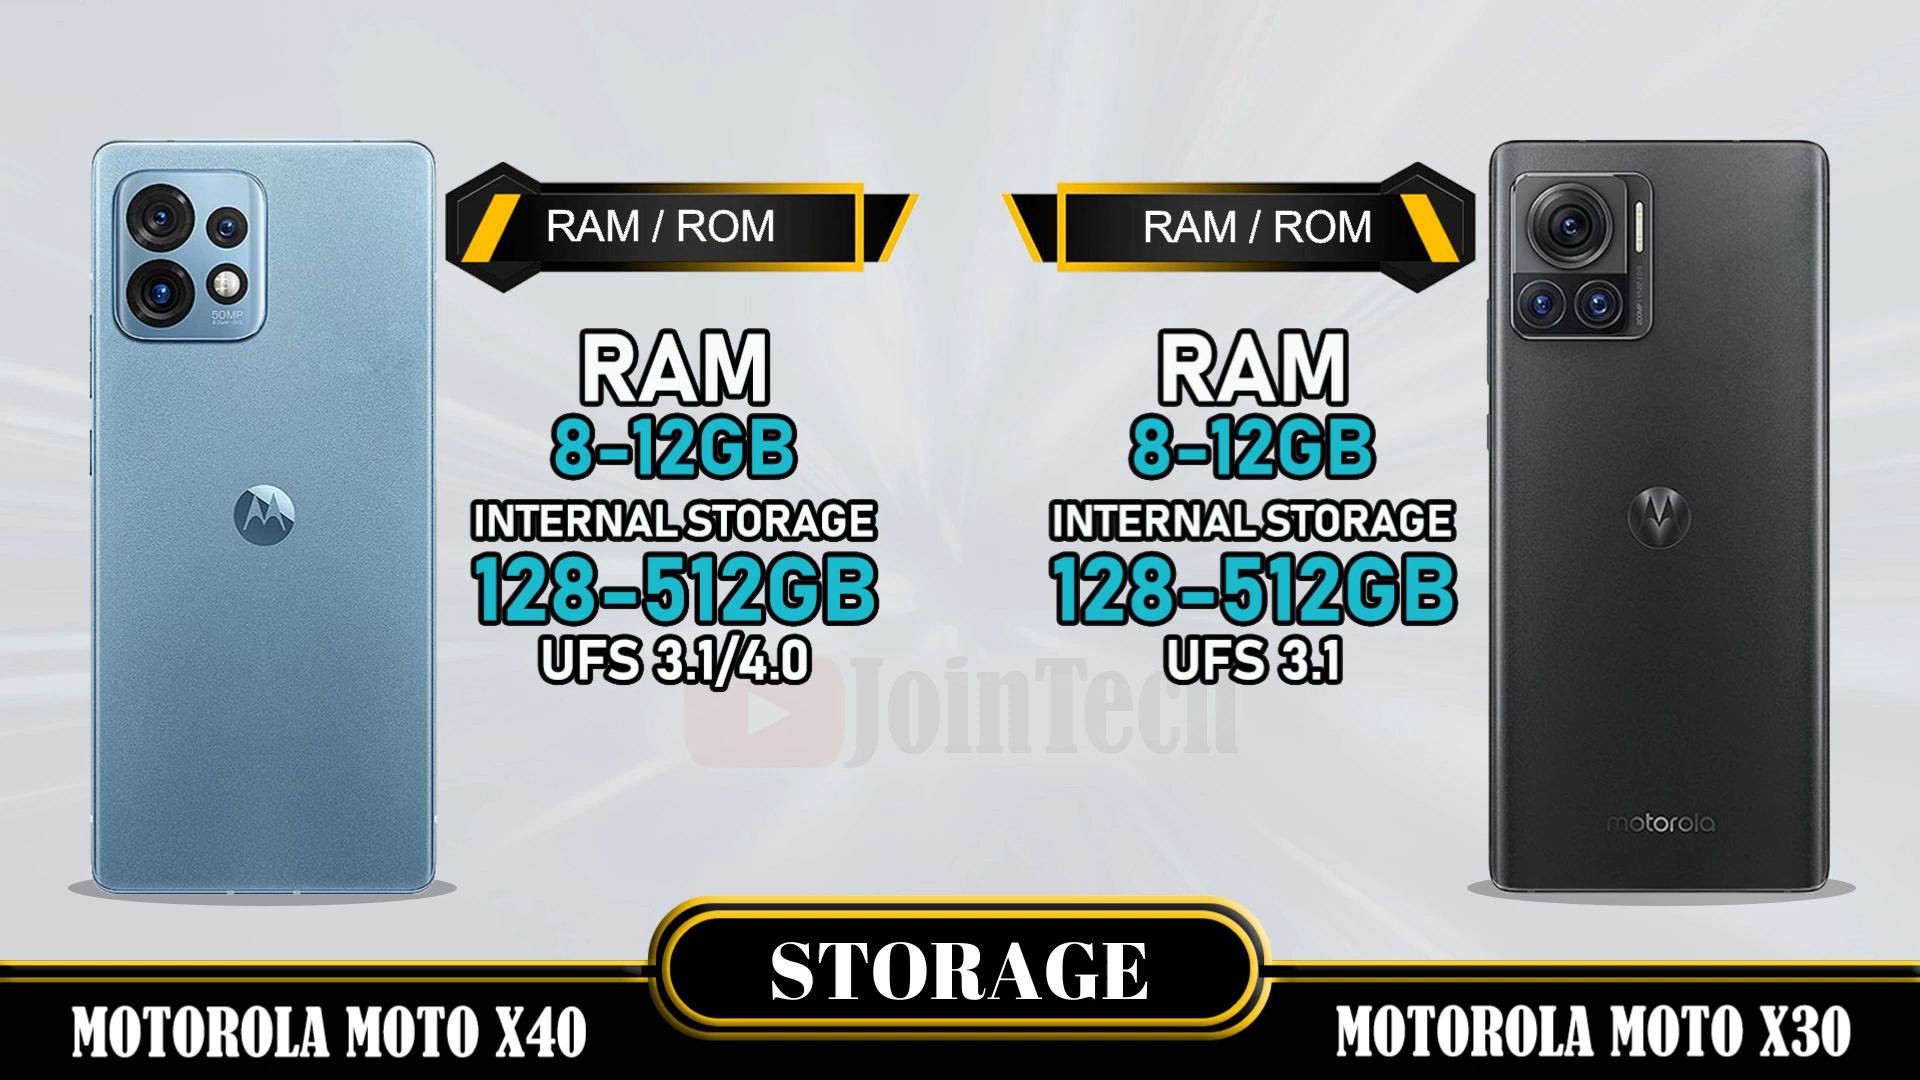 RAM / ROM
RAM
8-12GB
INTERNAL STORAGE
128-512GB
UFS 3.1/4.0
50MP
RAM / ROM
RAM
8-12GB
INTERNAL STORAGE
128-512GB
UFS 3.1
motorola
JoinTech
STORAGE
MOTOROLA MOTO X40
MOTOROLA MOTO X30